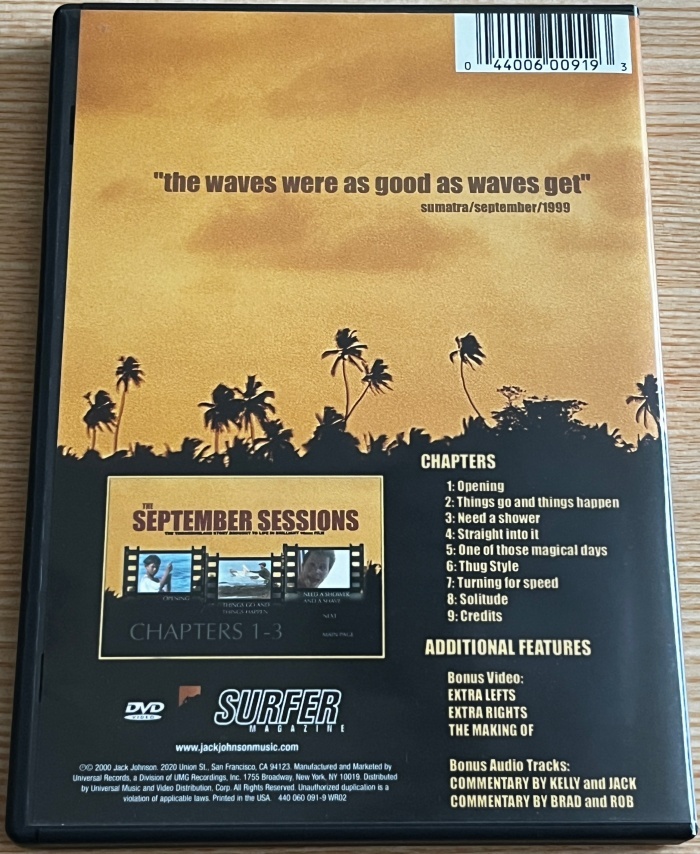 0 44006 00919 3
"the waves were as good as waves get"
sumatra/september/1999
CHAPTERS
1: Opening
2: Things go and things happen
3: Need a shower
4: Straight into it
5: One of those magical days
6: Thug Style
7: Turning for speed
8: Solitude
9: Credits
THE
SEPTEMBER SESSIONS
OPENING
THINGS GO AND
THINGS HAPPEN
NEED A SHOWER
AND A SHAVE
NEXT
CHAPTERS 1-3
MAIN PAGE
ADDITIONAL FEATURES
Bonus Video:
EXTRA LEFTS
EXTRA RIGHTS
THE MAKING OF
Bonus Audio Tracks:
COMMENTARY BY KELLY and JACK
COMMENTARY BY BRAD and ROB
DVD
VIDEO
SURFER
MAGAZINE
www.jackjohnsonmusic.com
℗© 2000 Jack Johnson. 2020 Union St., San Francisco, CA 94123. Manufactured and Marketed by
Universal Records, a Division of UMG Recordings, Inc. 1755 Broadway, New York, NY 10019. Distributed
by Universal Music and Video Distribution, Corp. All Rights Reserved. Unauthorized duplication is a
violation of applicable laws. Printed in the USA. 440 060 091-9 WR02